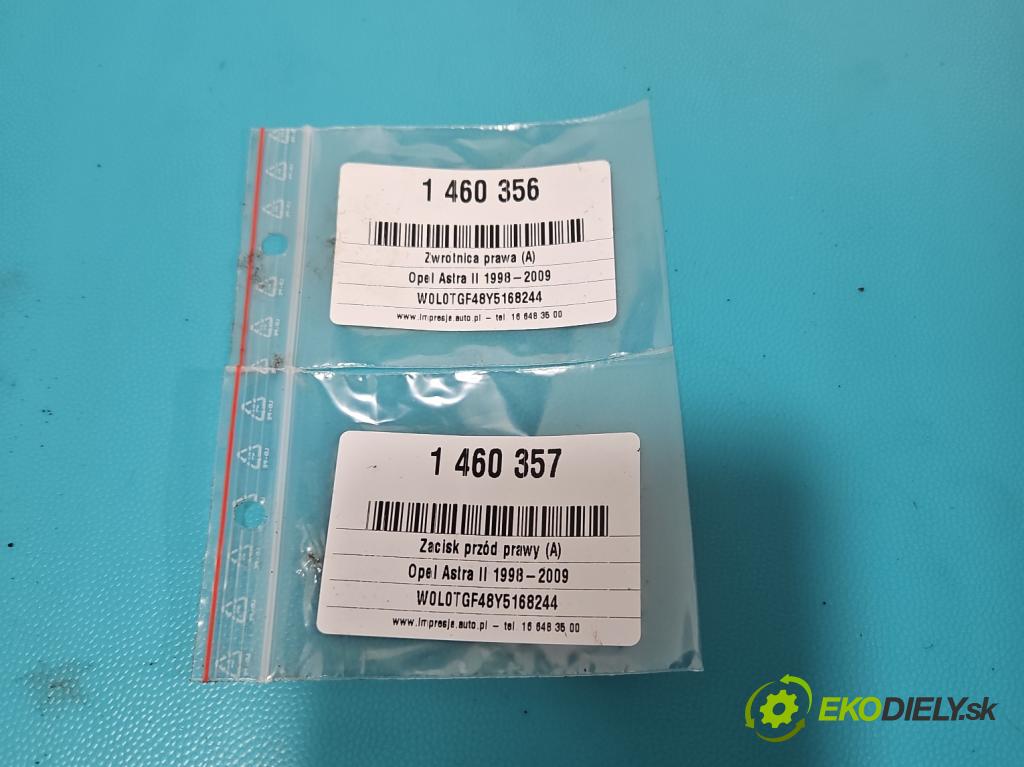 1 460 356
Zwrotnica prawa (A)
Opel Astra II 1998-2009
W0L0TGF48Y5168244
www.impresja.auto.pl - tel 16 648 35 00
1 460 357
Zacisk przód prawy (A)
Opel Astra II 1998-2009
W0L0TGF48Y5168244
www.impresja.auto.pl - tel 16 648 35 00
EKODIELY.sk